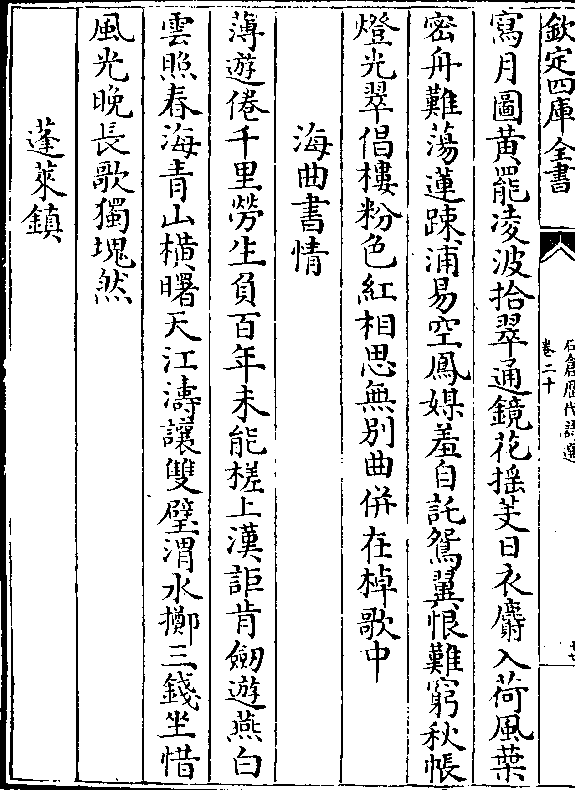 欽定四庫全書
石倉歷代詩選
卷二十
寫月圖黃罷凌波拾翠通鏡花揺芰日衣麝入荷風葉
密舟難蕩蓮踈浦易空鳳媒羞自託鴛翼恨難窮秋帳
燈光翠倡樓粉色紅相思無别曲併在棹歌中
海曲書情
薄遊倦千里勞生負百年未能槎上漢詎肯劒遊燕白
雲照春海青山横曙天江濤讓雙璧渭水擲三錢坐惜
風光晚長歌獨塊然
蓬萊鎮